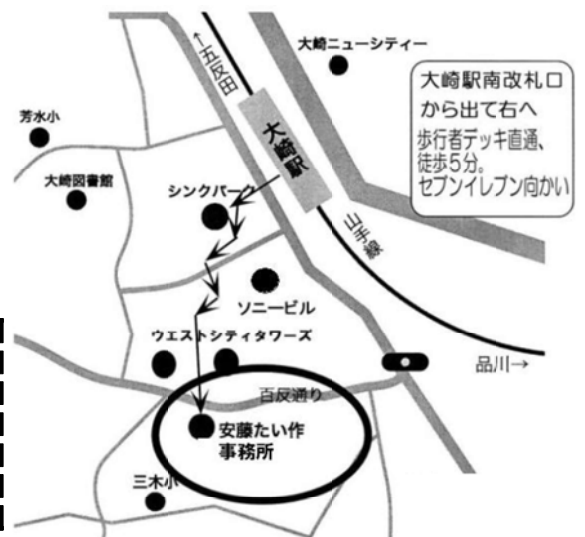 大崎ニューシティー
←五反田
大崎駅南改札口
から出て右へ
歩行者デッキ直通、
徒歩5分。
セブンイレブン向かい
芳水小
大崎駅
大崎図書館
シンクパーク
山手線
ソニービル
ウエストシティタワーズ
品川→
百反通り
安藤たい作
事務所
三木小